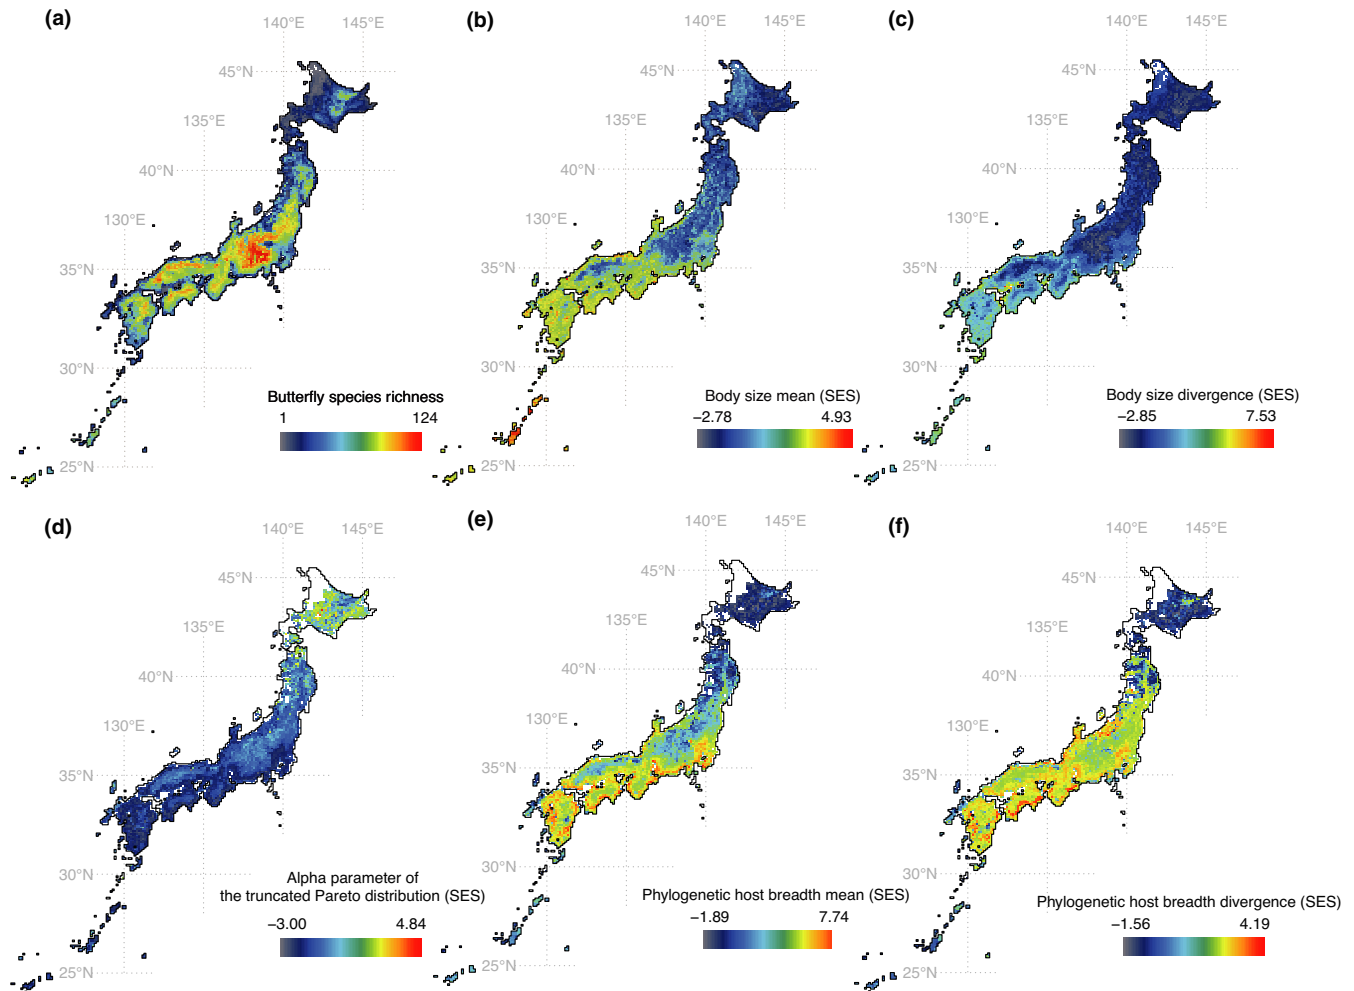 (a)
140°E 145°E
45°N
135°E
40°N
130°E
35°N
30°N
25°N
Butterfly species richness
1 124
(b)
140°E 145°E
45°N
135°E
40°N
130°E
35°N
30°N
25°N
Body size mean (SES)
−2.78 4.93
(c)
140°E 145°E
45°N
135°E
40°N
130°E
35°N
30°N
25°N
Body size divergence (SES)
−2.85 7.53
(d)
140°E 145°E
45°N
135°E
40°N
130°E
35°N
30°N
25°N
Alpha parameter of
the truncated Pareto distribution (SES)
−3.00 4.84
(e)
140°E 145°E
45°N
135°E
40°N
130°E
35°N
30°N
25°N
Phylogenetic host breadth mean (SES)
−1.89 7.74
(f)
140°E 145°E
45°N
135°E
40°N
130°E
35°N
30°N
25°N
Phylogenetic host breadth divergence (SES)
−1.56 4.19